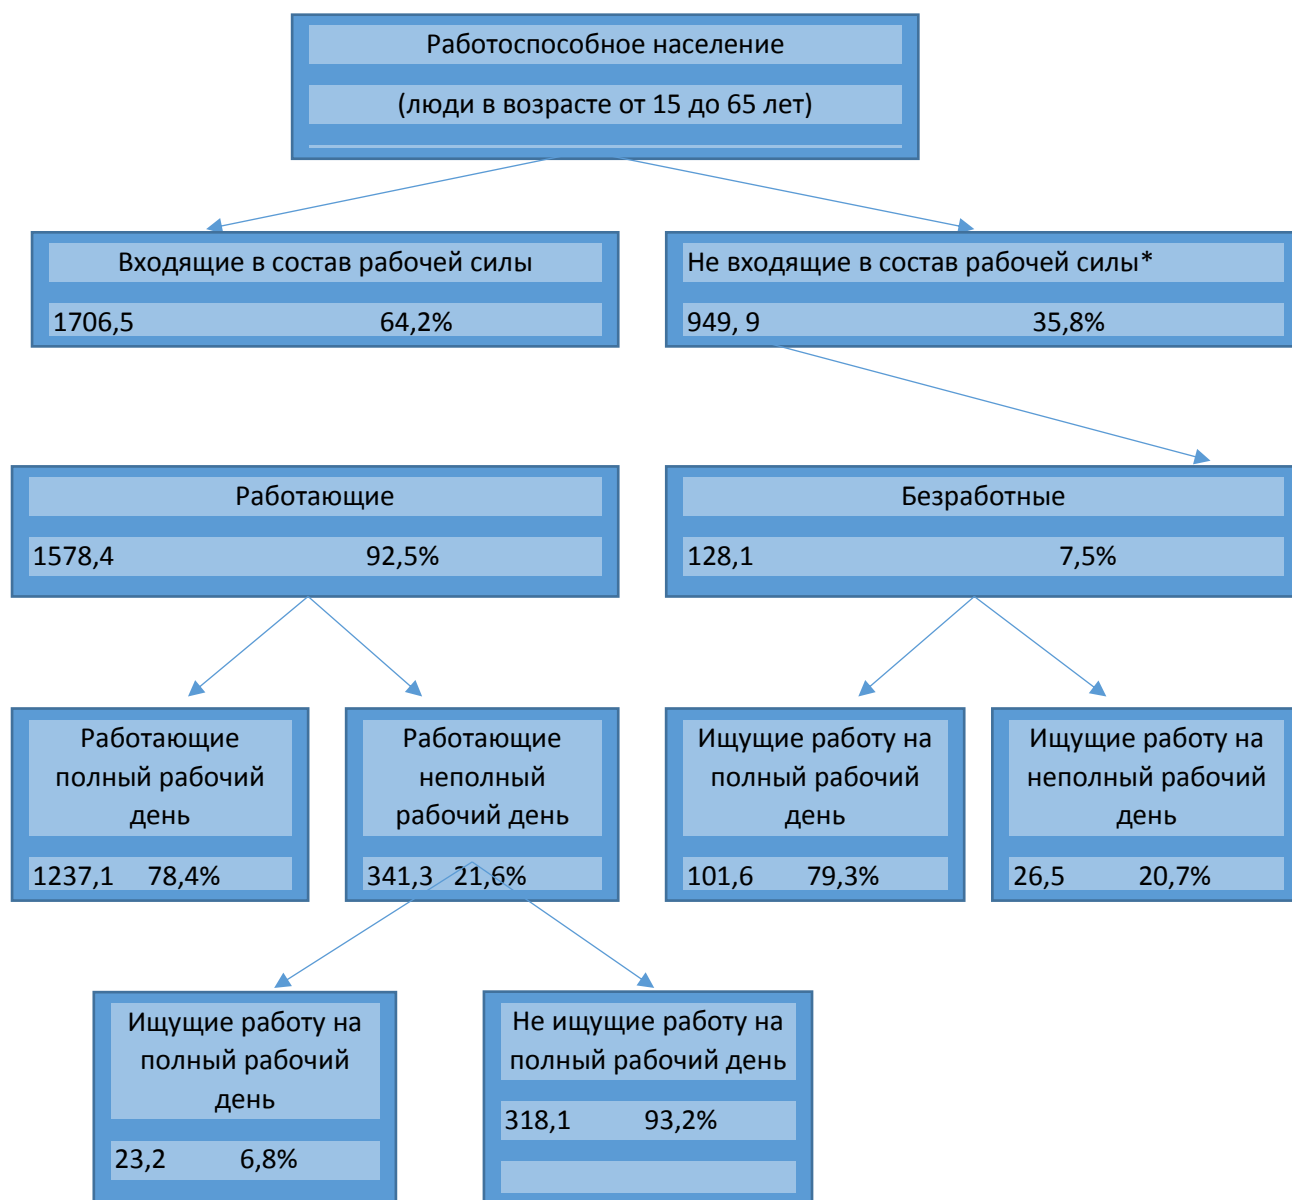 Работоспособное население
(люди в возрасте от 15 до 65 лет)
Входящие в состав рабочей силы
1706,5 64,2%
Не входящие в состав рабочей силы*
949, 9 35,8%
Работающие
1578,4 92,5%
Безработные
128,1 7,5%
Работающие
полный рабочий
день
1237,1 78,4%
Работающие
неполный
рабочий день
341,3 21,6%
Ищущие работу на
полный рабочий
день
101,6 79,3%
Ищущие работу на
неполный рабочий
день
26,5 20,7%
Ищущие работу на
полный рабочий
день
23,2 6,8%
Не ищущие работу на
полный рабочий день
318,1 93,2%